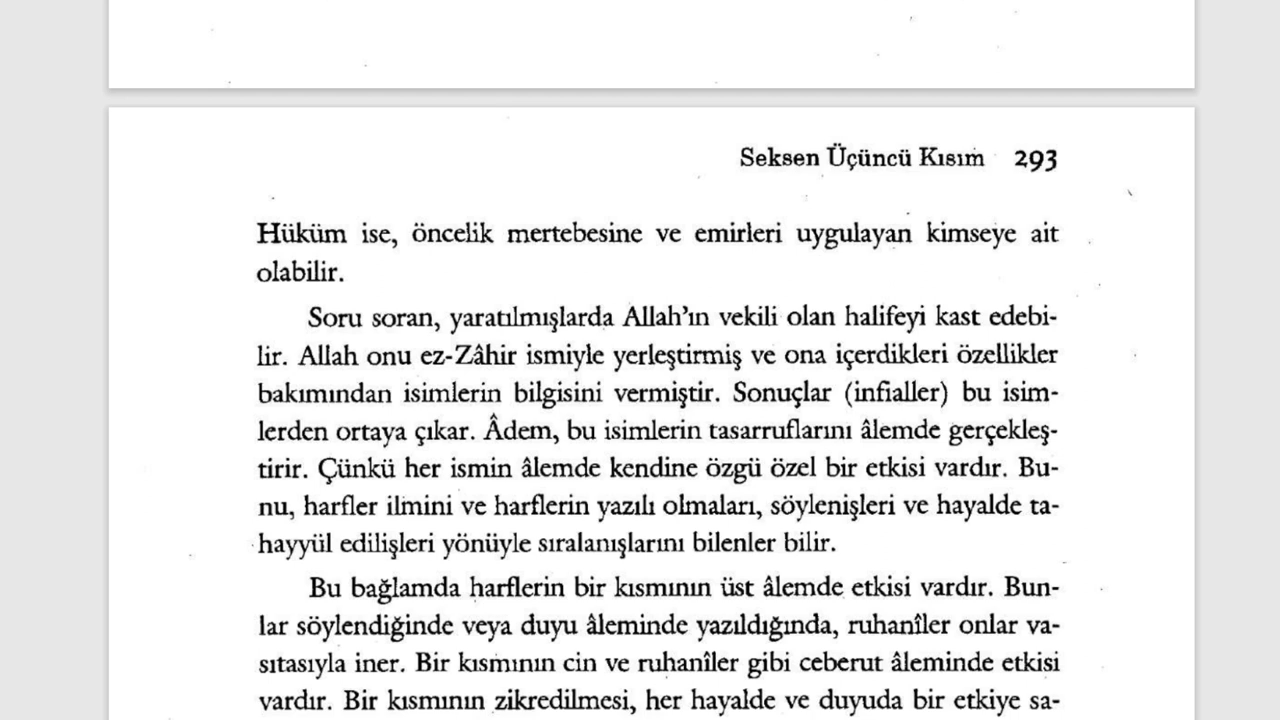 Seksen Üçüncü Kısım 293
Hüküm ise, öncelik mertebesine ve emirleri uygulayan kimseye ait
olabilir.
Soru soran, yaratılmışlarda Allah'ın vekili olan halifeyi kast edebi-
lir. Allah onu ez-Zâhir ismiyle yerleştirmiş ve ona içerdikleri özellikler
bakımından isimlerin bilgisini vermiştir. Sonuçlar (infialler) bu isim-
lerden ortaya çıkar. Âdem, bu isimlerin tasarruflarını âlemde gerçekleş-
tirir. Çünkü her ismin âlemde kendine özgü özel bir etkisi vardır. Bu-
nu, harfler ilmini ve harflerin yazılı olmaları, söylenişleri ve hayalde ta-
hayyül edilişleri yönüyle sıralanışlarını bilenler bilir.
Bu bağlamda harflerin bir kısmının üst âlemde etkisi vardır. Bun-
lar söylendiğinde veya duyu âleminde yazıldığında, ruhanîler onlar va-
sıtasıyla iner. Bir kısmının cin ve ruhanîler gibi ceberut âleminde etkisi
vardır. Bir kısmının zikredilmesi, her hayalde ve duyuda bir etkiye sa-